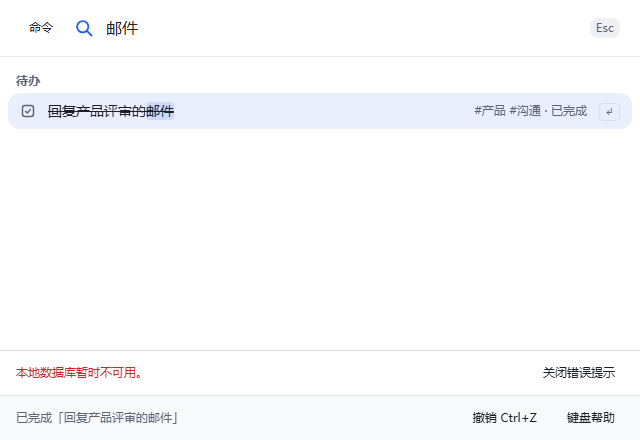 命令 邮件 Esc
待办
回复产品评审的邮件 #产品 #沟通 · 已完成 ↵
本地数据库暂时不可用。 关闭错误提示
已完成「回复产品评审的邮件」 撤销 Ctrl+Z 键盘帮助